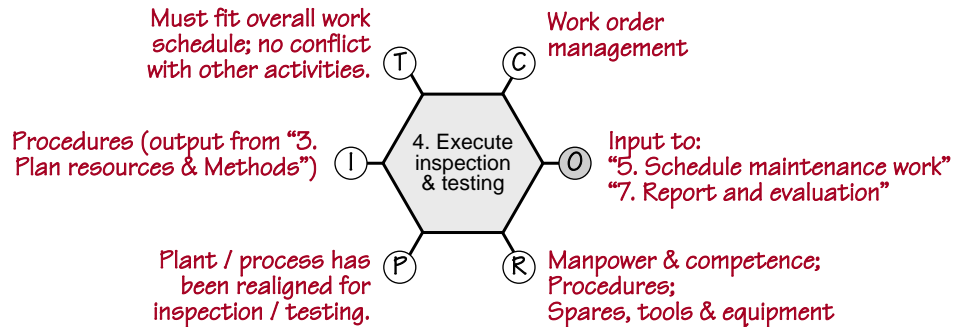 Must fit overall work
schedule; no conflict
with other activities.
T
C
Work order
management
Procedures (output from “3.
Plan resources & Methods”)
I
4. Execute
inspection
& testing
O
Input to:
“5. Schedule maintenance work”
“7. Report and evaluation”
Plant / process has
been realigned for
inspection / testing.
P
R
Manpower & competence;
Procedures;
Spares, tools & equipment